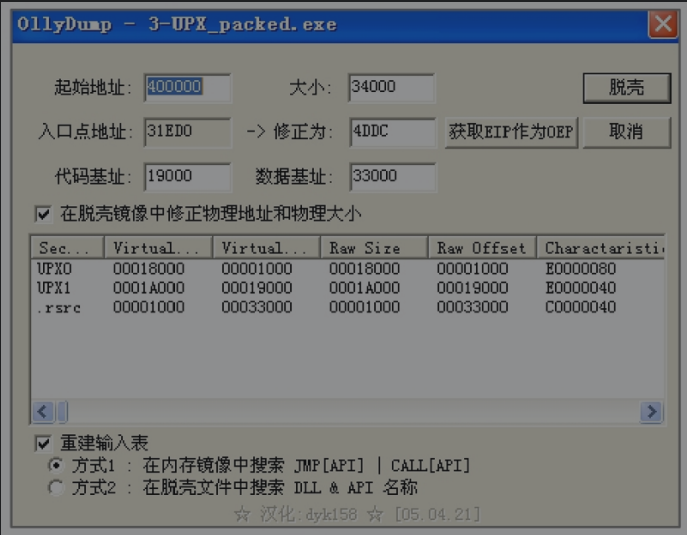 OllyDump - 3-UPX_packed.exe
起始地址: 400000 大小: 34000 脱壳
入口点地址: 31ED0 -> 修正为: 4DDC 获取EIP作为OEP 取消
代码基址: 19000 数据基址: 33000
在脱壳镜像中修正物理地址和物理大小
Sec... Virtual... Virtual... Raw Size Raw Offset Charactaristi
UPX0 00018000 00001000 00018000 00001000 E0000080
UPX1 0001A000 00019000 0001A000 00019000 E0000040
.rsrc 00001000 00033000 00001000 00033000 C0000040
重建输入表
方式1 : 在内存镜像中搜索 JMP[API] | CALL[API]
方式2 : 在脱壳文件中搜索 DLL & API 名称
☆ 汉化:dyk158 ☆ [05.04.21]